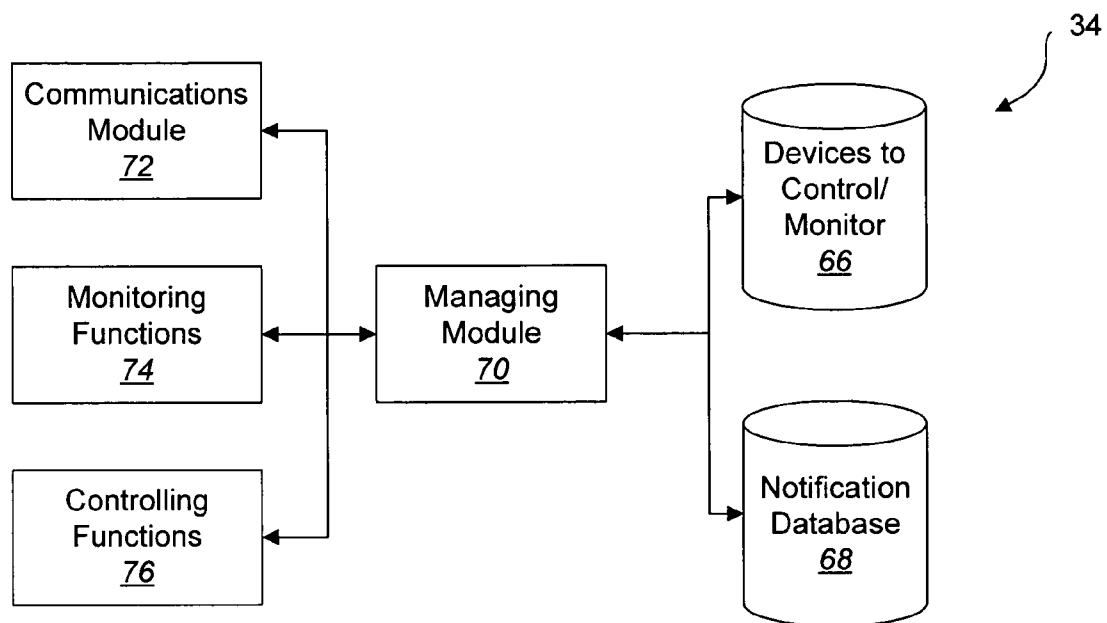 34
Communications
Module
72
Devices to
Control/
Monitor
66
Monitoring
Functions
74
Managing
Module
70
Controlling
Functions
76
Notification
Database
68